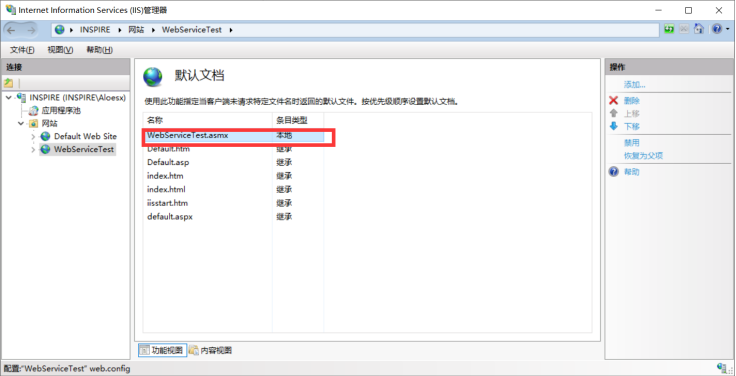 Internet Information Services (IIS)管理器
INSPIRE ▸ 网站 ▸ WebServiceTest ▸
文件(F) 视图(V) 帮助(H)
连接
INSPIRE (INSPIRE\Aloesx)
应用程序池
网站
Default Web Site
WebServiceTest
默认文档
使用此功能指定当客户端未请求特定文件名时返回的默认文件。按优先级顺序设置默认文档。
名称 条目类型
WebServiceTest.asmx 本地
Default.htm 继承
Default.asp 继承
index.htm 继承
index.html 继承
iisstart.htm 继承
default.aspx 继承
功能视图 内容视图
操作
添加...
删除
上移
下移
禁用
恢复为父项
帮助
配置:"WebServiceTest" web.config